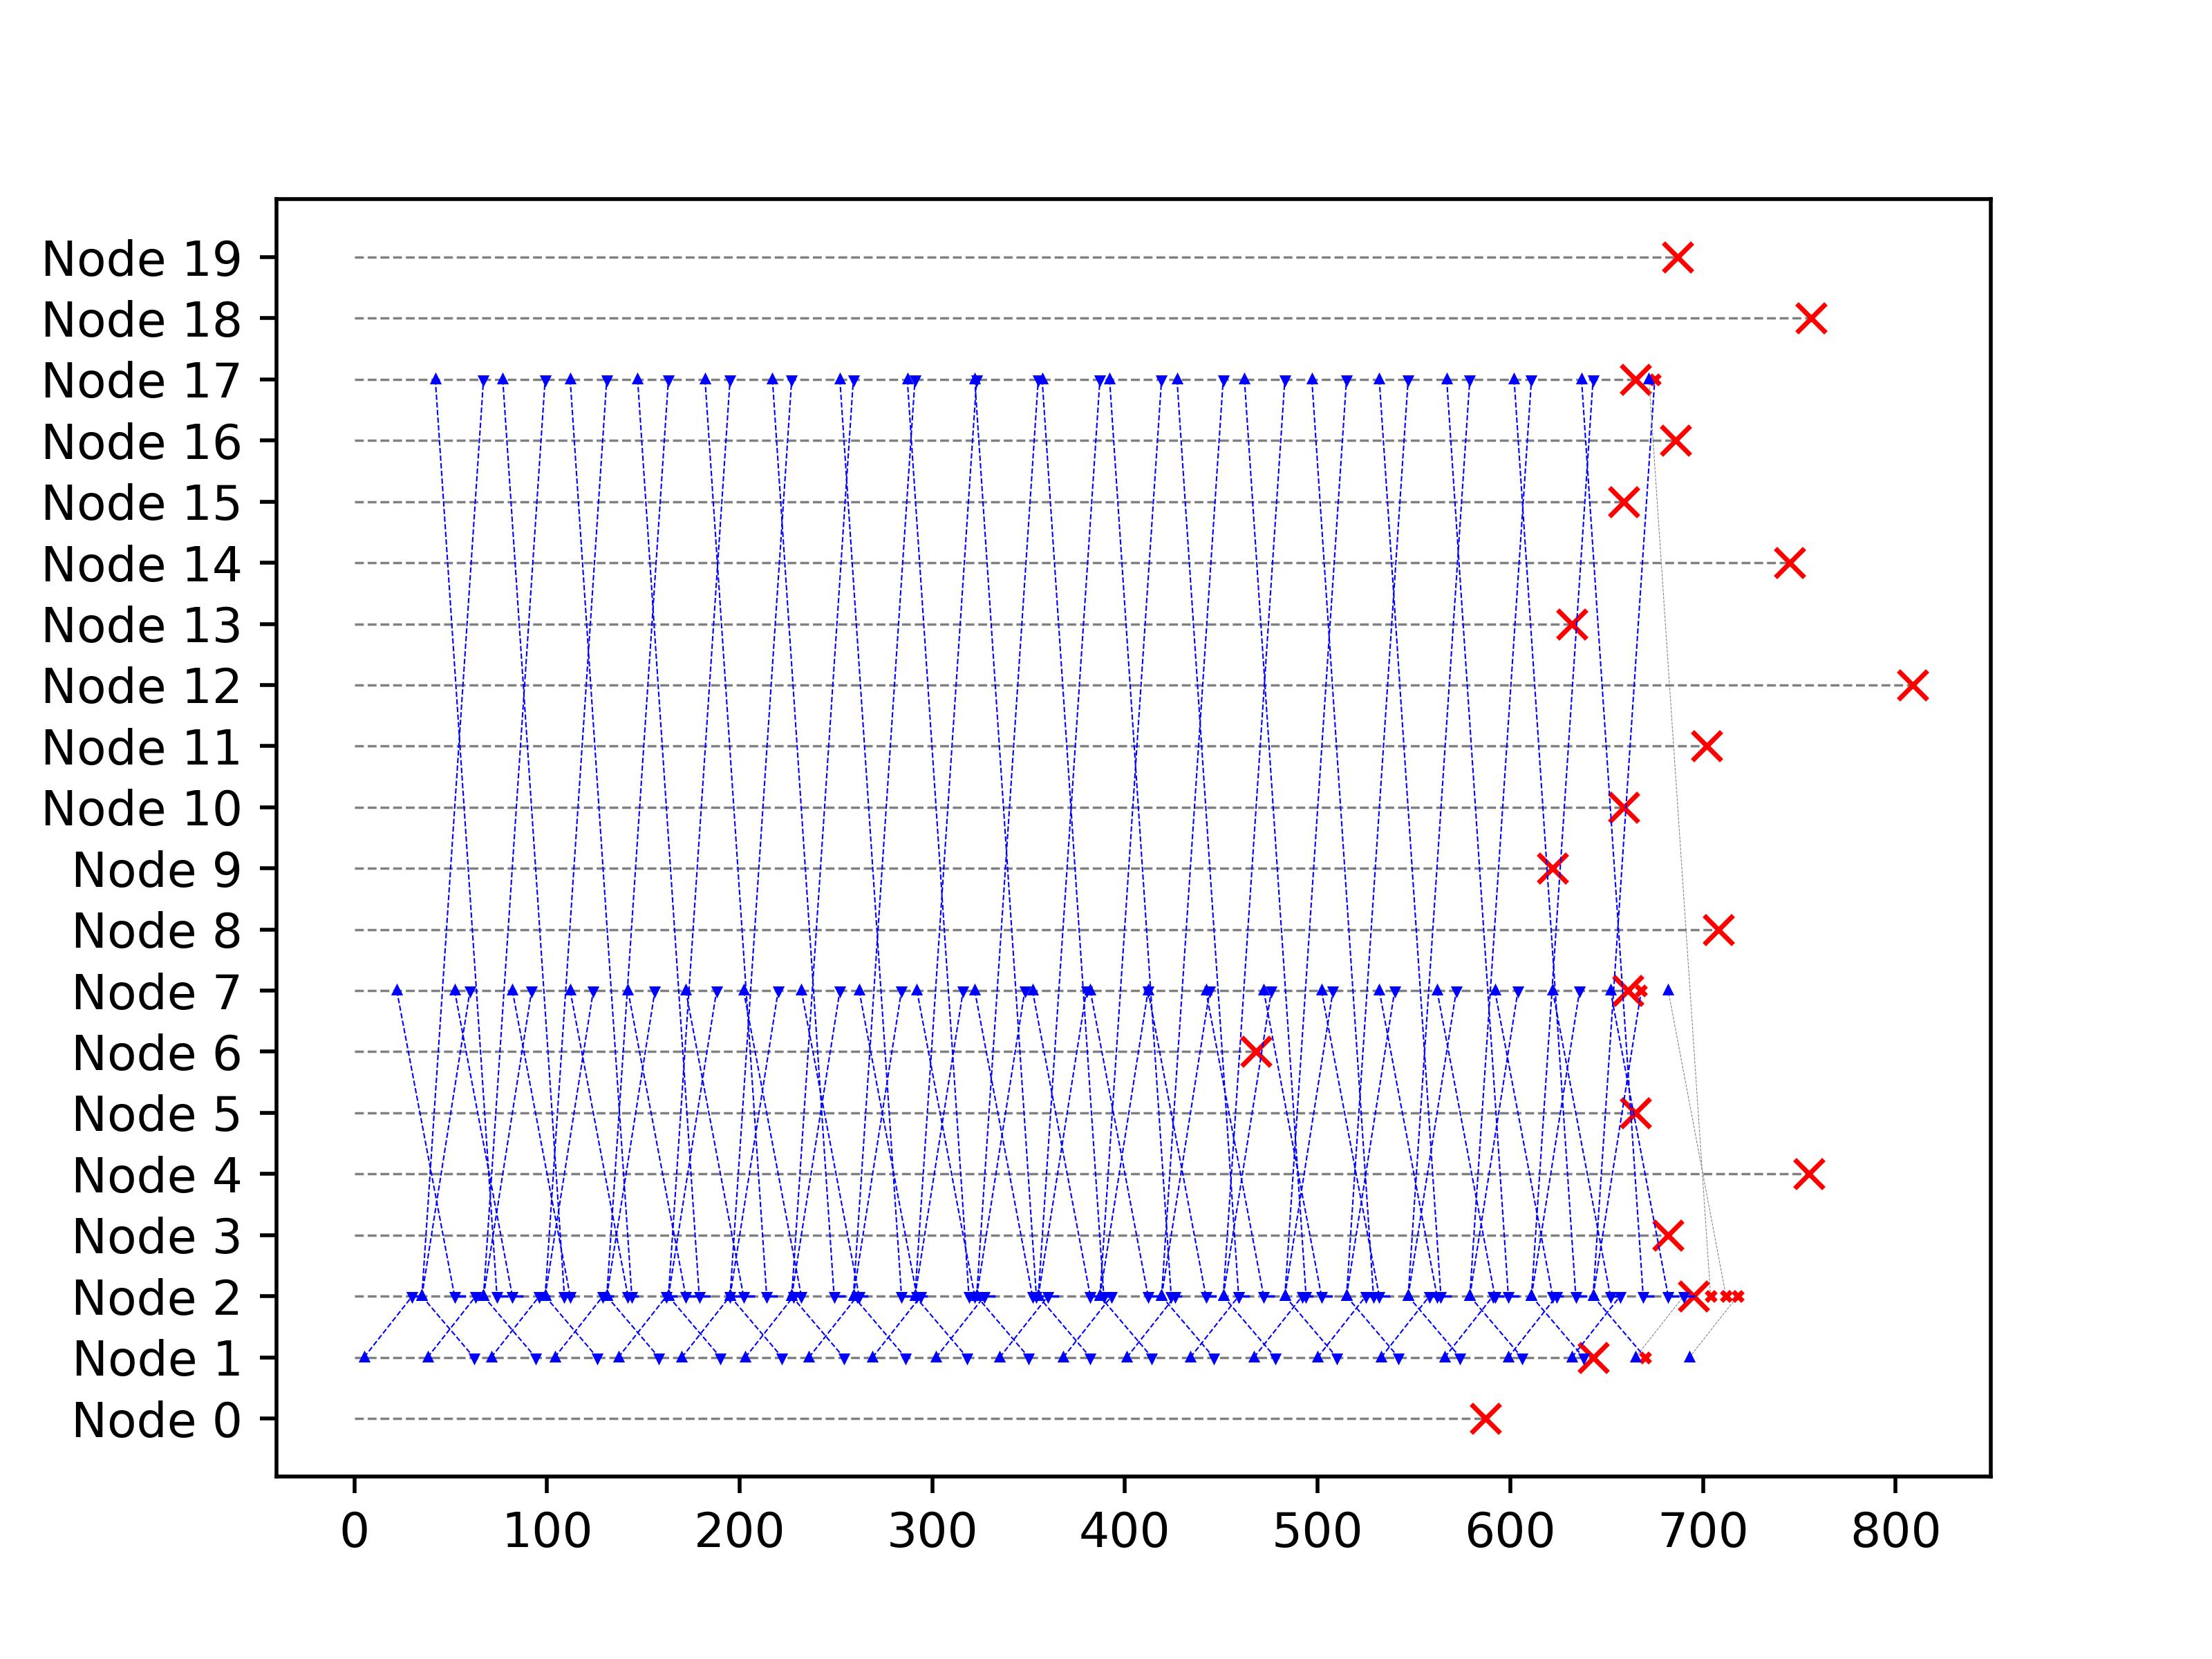 Node 19
Node 18
Node 17
Node 16
Node 15
Node 14
Node 13
Node 12
Node 11
Node 10
Node 9
Node 8
Node 7
Node 6
Node 5
Node 4
Node 3
Node 2
Node 1
Node 0
0 100 200 300 400 500 600 700 800